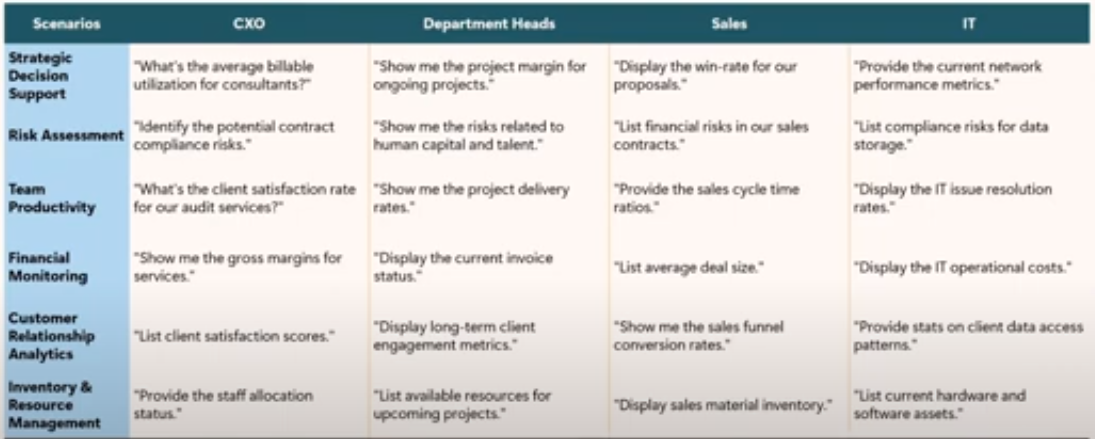 Scenarios CXO Department Heads Sales IT
Strategic
Decision
Support
"What's the average billable
utilization for consultants?"
"Show me the project margin for
ongoing projects."
"Display the win-rate for our
proposals."
"Provide the current network
performance metrics."
Risk Assessment
"Identify the potential contract
compliance risks."
"Show me the risks related to
human capital and talent."
"List financial risks in our sales
contracts."
"List compliance risks for data
storage."
Team
Productivity
"What's the client satisfaction rate
for our audit services?"
"Show me the project delivery
rates."
"Provide the sales cycle time
ratios."
"Display the IT issue resolution
rates."
Financial
Monitoring
"Show me the gross margins for
services."
"Display the current invoice
status."
"List average deal size."
"Display the IT operational costs."
Customer
Relationship
Analytics
"List client satisfaction scores."
"Display long-term client
engagement metrics."
"Show me the sales funnel
conversion rates."
"Provide stats on client data access
patterns."
Inventory &
Resource
Management
"Provide the staff allocation
status."
"List available resources for
upcoming projects."
"Display sales material inventory."
"List current hardware and
software assets."